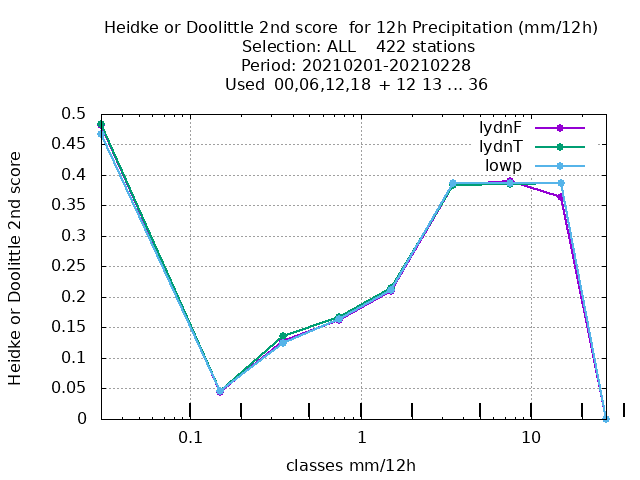 Heidke or Doolittle 2nd score  for 12h Precipitation (mm/12h)
Selection: ALL    422 stations
Period: 20210201-20210228
Used  00,06,12,18  + 12 13 ... 36
Heidke or Doolittle 2nd score
0.5
0.45
0.4
0.35
0.3
0.25
0.2
0.15
0.1
0.05
0
lydnF
lydnT
lowp
0.1 1 10
classes mm/12h